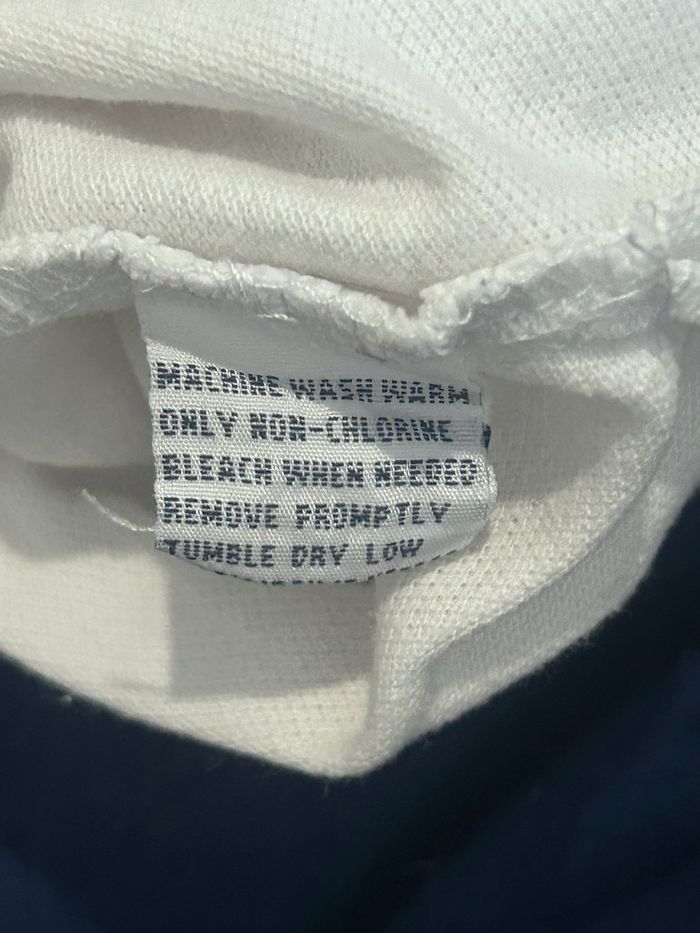 MACHINE WASH WARM
ONLY NON-CHLORINE
BLEACH WHEN NEEDED
REMOVE PROMPTLY
TUMBLE DRY LOW